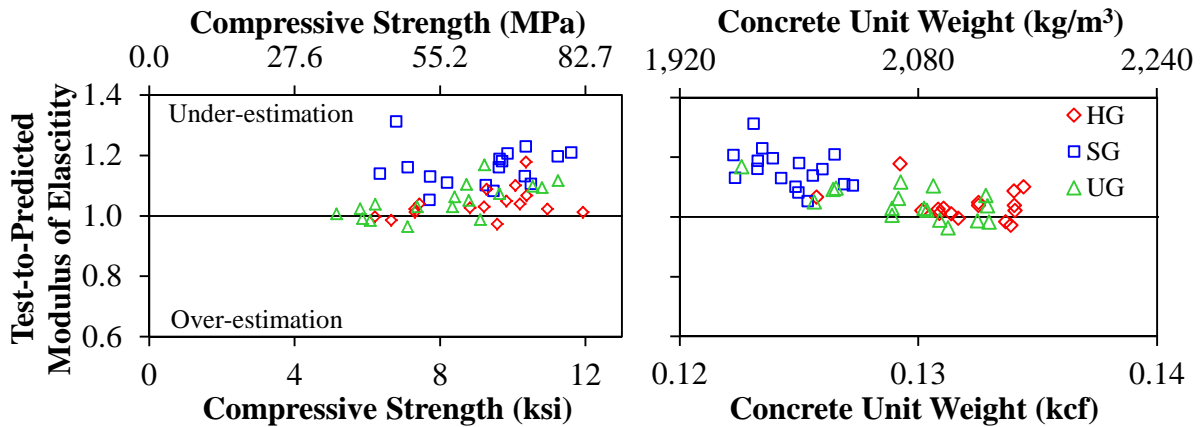 Compressive Strength (MPa)
0.0 27.6 55.2 82.7
Test-to-Predicted
Modulus of Elascitity
1.4
1.2
1.0
0.8
0.6
Under-estimation
Over-estimation
0 4 8 12
Compressive Strength (ksi)
Concrete Unit Weight (kg/m³)
1,920 2,080 2,240
HG
SG
UG
0.12 0.13 0.14
Concrete Unit Weight (kcf)